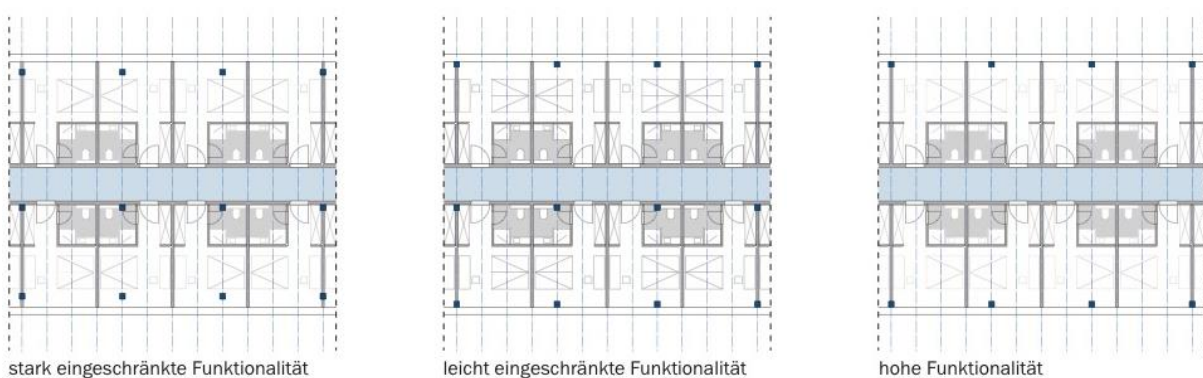 stark eingeschränkte Funktionalität
leicht eingeschränkte Funktionalität
hohe Funktionalität